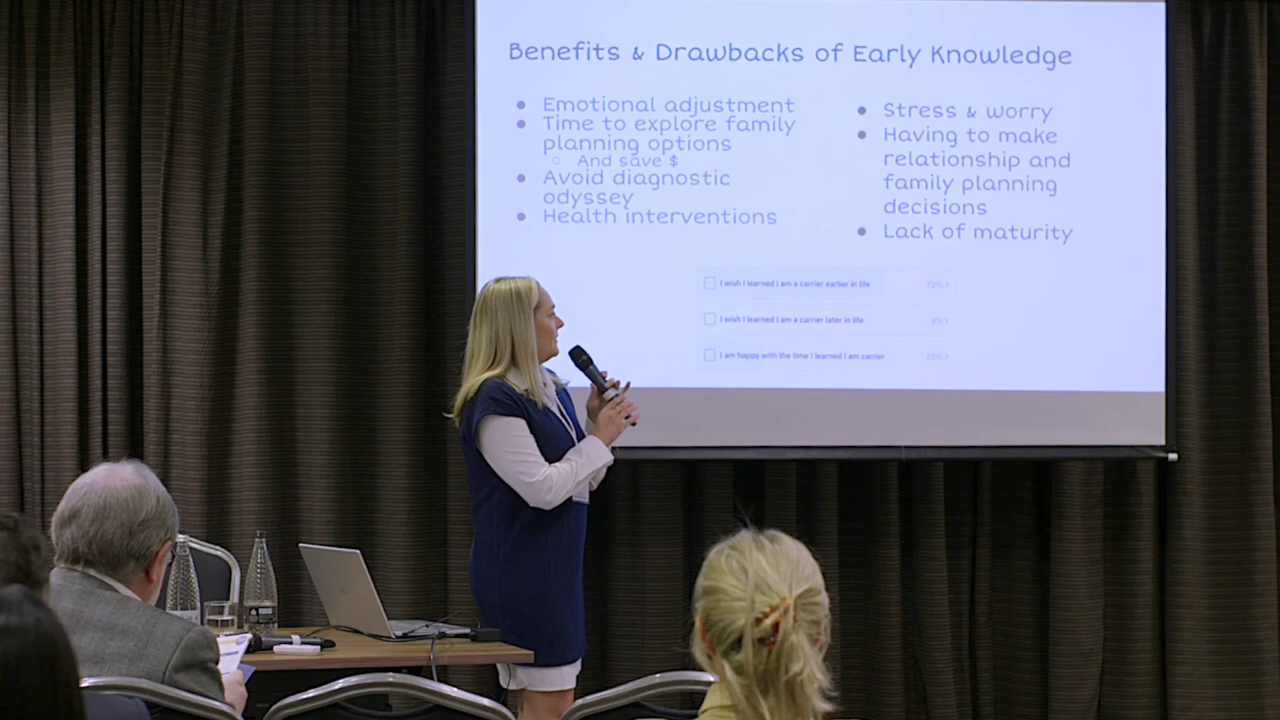 Benefits & Drawbacks of Early Knowledge
Emotional adjustment
Time to explore family
planning options
And save $
Avoid diagnostic
odyssey
Health interventions
Stress & worry
Having to make
relationship and
family planning
decisions
Lack of maturity
I wish I learned I am a carrier earlier in life
I wish I learned I am a carrier later in life
I am happy with the time I learned I am carrier